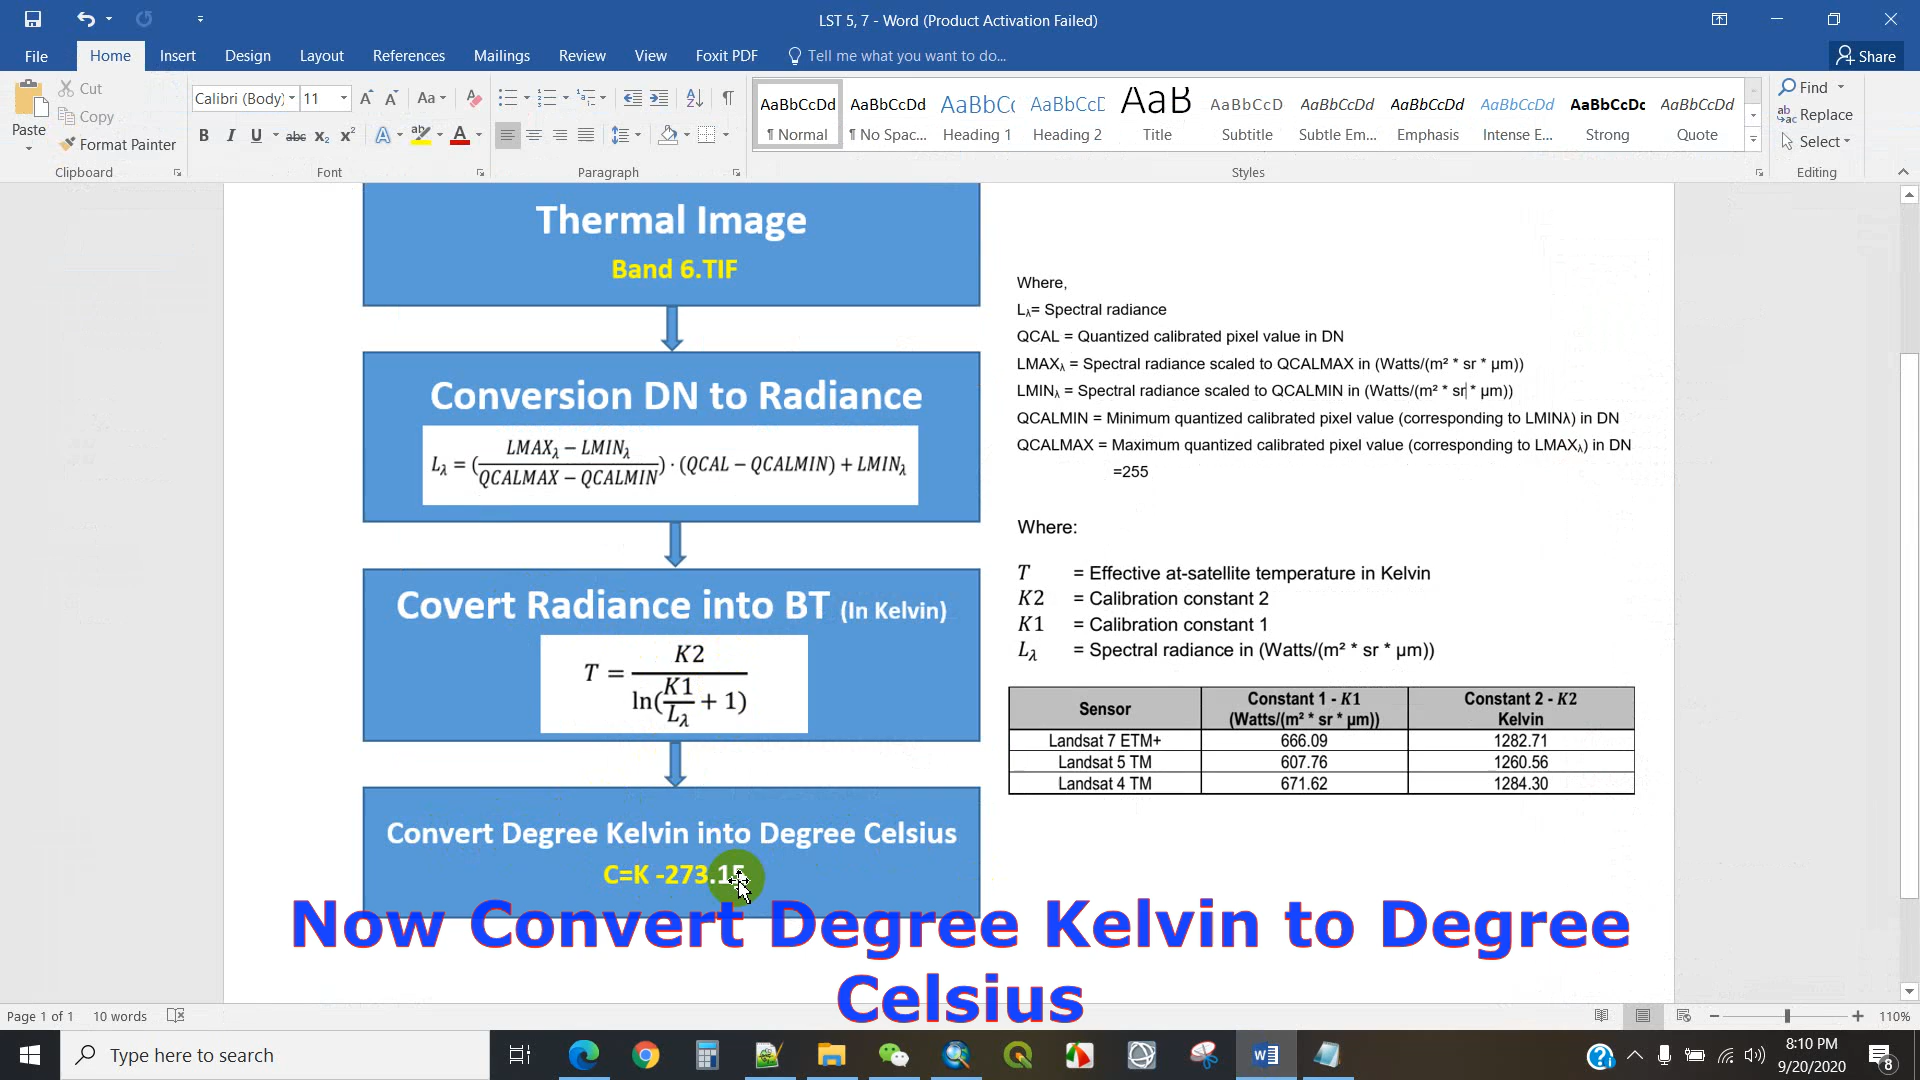 LST 5, 7 - Word (Product Activation Failed)
File Home Insert Design Layout References Mailings Review View Foxit PDF Tell me what you want to do... Share
Paste
Cut
Copy
Format Painter
Clipboard
Calibri (Body) 11
Font
Paragraph
AaBbCcDd AaBbCcDd AaBbC AaBbCcD AaB AaBbCcD AaBbCcDd AaBbCcDd AaBbCcDd AaBbCcDc AaBbCcDd
¶ Normal ¶ No Spac... Heading 1 Heading 2 Title Subtitle Subtle Em... Emphasis Intense E... Strong Quote
Styles
Find
Replace
Select
Editing
Thermal Image
Band 6.TIF
Conversion DN to Radiance
Lλ = (LMAXλ − LMINλ / QCALMAX − QCALMIN) · (QCAL − QCALMIN) + LMINλ
Covert Radiance into BT (In Kelvin)
T = K2 / ln(K1/Lλ + 1)
Convert Degree Kelvin into Degree Celsius
C=K -273.15
Where,
Lλ= Spectral radiance
QCAL = Quantized calibrated pixel value in DN
LMAXλ = Spectral radiance scaled to QCALMAX in (Watts/(m² * sr * μm))
LMINλ = Spectral radiance scaled to QCALMIN in (Watts/(m² * sr * μm))
QCALMIN = Minimum quantized calibrated pixel value (corresponding to LMINλ) in DN
QCALMAX = Maximum quantized calibrated pixel value (corresponding to LMAXλ) in DN
=255
Where:
T = Effective at-satellite temperature in Kelvin
K2 = Calibration constant 2
K1 = Calibration constant 1
Lλ = Spectral radiance in (Watts/(m² * sr * μm))
Sensor Constant 1 - K1 (Watts/(m² * sr * μm)) Constant 2 - K2 Kelvin
Landsat 7 ETM+ 666.09 1282.71
Landsat 5 TM 607.76 1260.56
Landsat 4 TM 671.62 1284.30
Now Convert Degree Kelvin to Degree
Celsius
Page 1 of 1 10 words 110%
Type here to search
8:10 PM
9/20/2020
8